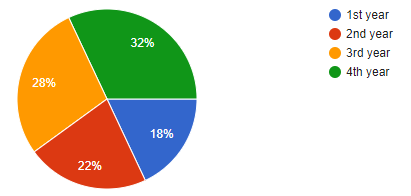 32%
28%
18%
22%
1st year
2nd year
3rd year
4th year